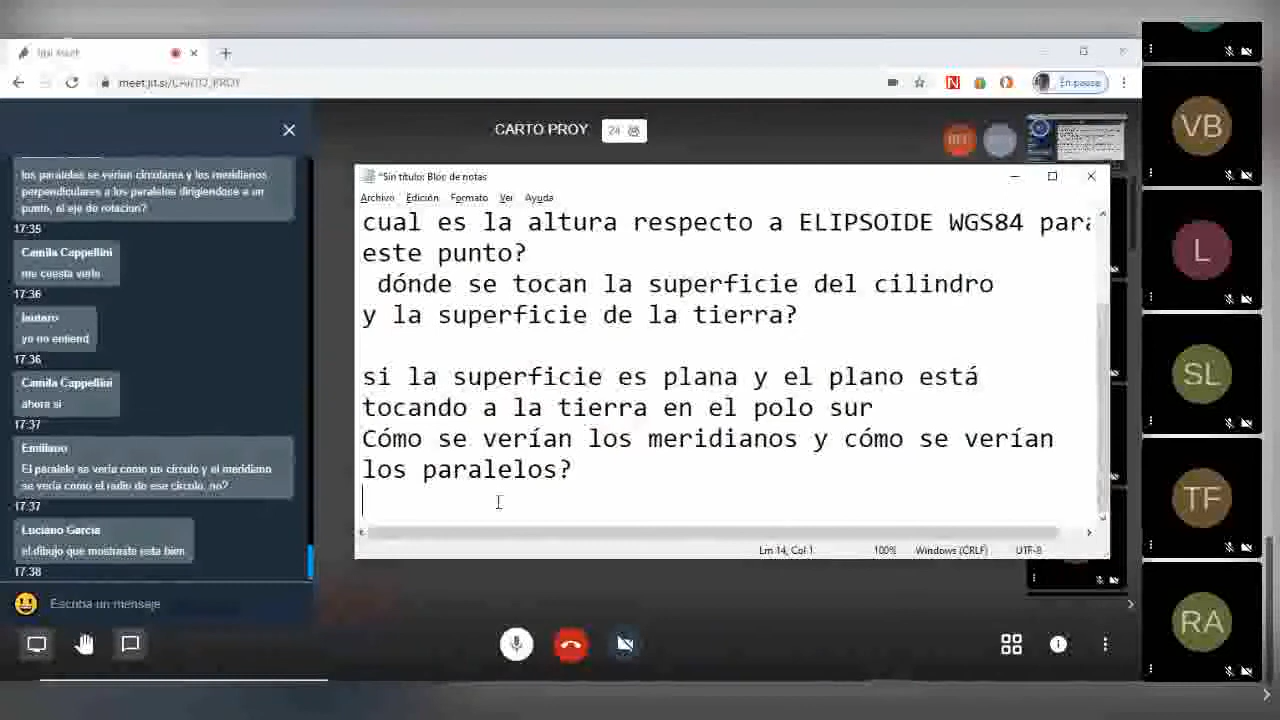 Jitsi Meet
meet.jit.si/CARTO_PROY
En pausa
CARTO PROY
24
los paralelos se verian circulares y los meridianos
perpendiculares a los paralelos dirigiendose a un
punto, el eje de rotacion?
17:35
Camila Cappellini
me cuesta verlo
17:36
lautaro
yo no entiend
17:36
Camila Cappellini
ahora si
17:37
Emiliano
El paralelo se vería como un círculo y el meridiano
se vería como el radio de ese círculo, no?
17:37
Luciano Garcia
el dibujo que mostraste esta bien
17:38
Escriba un mensaje
*Sin título: Bloc de notas
Archivo Edición Formato Ver Ayuda
cual es la altura respecto a ELIPSOIDE WGS84 para
este punto?
dónde se tocan la superficie del cilindro
y la superficie de la tierra?
si la superficie es plana y el plano está
tocando a la tierra en el polo sur
Cómo se verían los meridianos y cómo se verían
los paralelos?
Lm 14, Col 1 100% Windows (CRLF) UTF-8
VB
L
SL
TF
RA